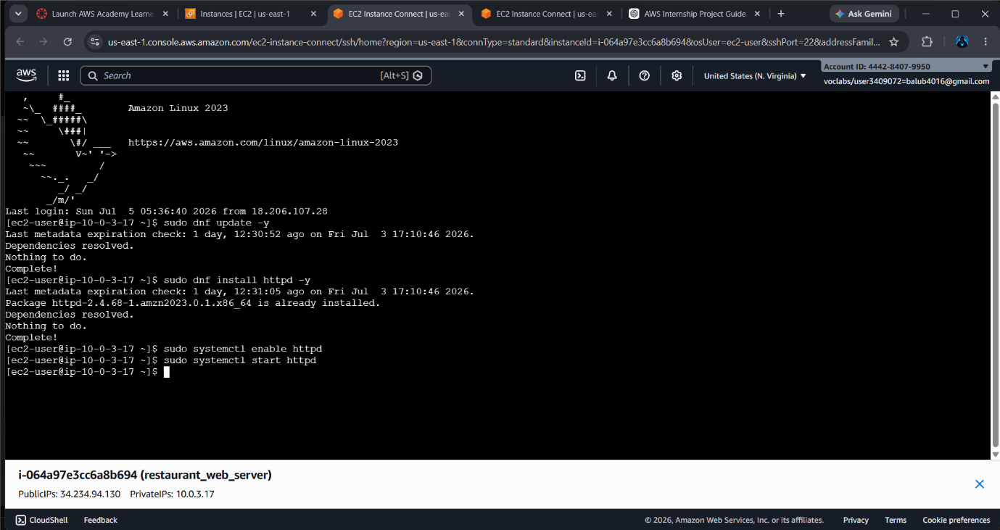 Launch AWS Academy Learne
Instances | EC2 | us-east-1
EC2 Instance Connect | us-ea
EC2 Instance Connect | us-ea
AWS Internship Project Guide
Ask Gemini
us-east-1.console.aws.amazon.com/ec2-instance-connect/ssh/home?region=us-east-1&connType=standard&instanceId=i-064a97e3cc6a8b694&osUser=ec2-user&sshPort=22&addressFamil...
aws
Search
[Alt+S]
United States (N. Virginia)
Account ID: 4442-8407-9950
voclabs/user3409072=balub4016@gmail.com
   ,     #_
   ~\_  ####_        Amazon Linux 2023
  ~~  \_#####\
  ~~     \###|
  ~~       \#/ ___   https://aws.amazon.com/linux/amazon-linux-2023
   ~~       V~' '->
    ~~~         /
      ~~._.   _/
         _/ _/
       _/m/'
Last login: Sun Jul  5 05:36:40 2026 from 18.206.107.28
[ec2-user@ip-10-0-3-17 ~]$ sudo dnf update -y
Last metadata expiration check: 1 day, 12:30:52 ago on Fri Jul  3 17:10:46 2026.
Dependencies resolved.
Nothing to do.
Complete!
[ec2-user@ip-10-0-3-17 ~]$ sudo dnf install httpd -y
Last metadata expiration check: 1 day, 12:31:05 ago on Fri Jul  3 17:10:46 2026.
Package httpd-2.4.68-1.amzn2023.0.1.x86_64 is already installed.
Dependencies resolved.
Nothing to do.
Complete!
[ec2-user@ip-10-0-3-17 ~]$ sudo systemctl enable httpd
[ec2-user@ip-10-0-3-17 ~]$ sudo systemctl start httpd
[ec2-user@ip-10-0-3-17 ~]$
i-064a97e3cc6a8b694 (restaurant_web_server)
PublicIPs: 34.234.94.130 PrivateIPs: 10.0.3.17
CloudShell
Feedback
© 2026, Amazon Web Services, Inc. or its affiliates.
Privacy
Terms
Cookie preferences